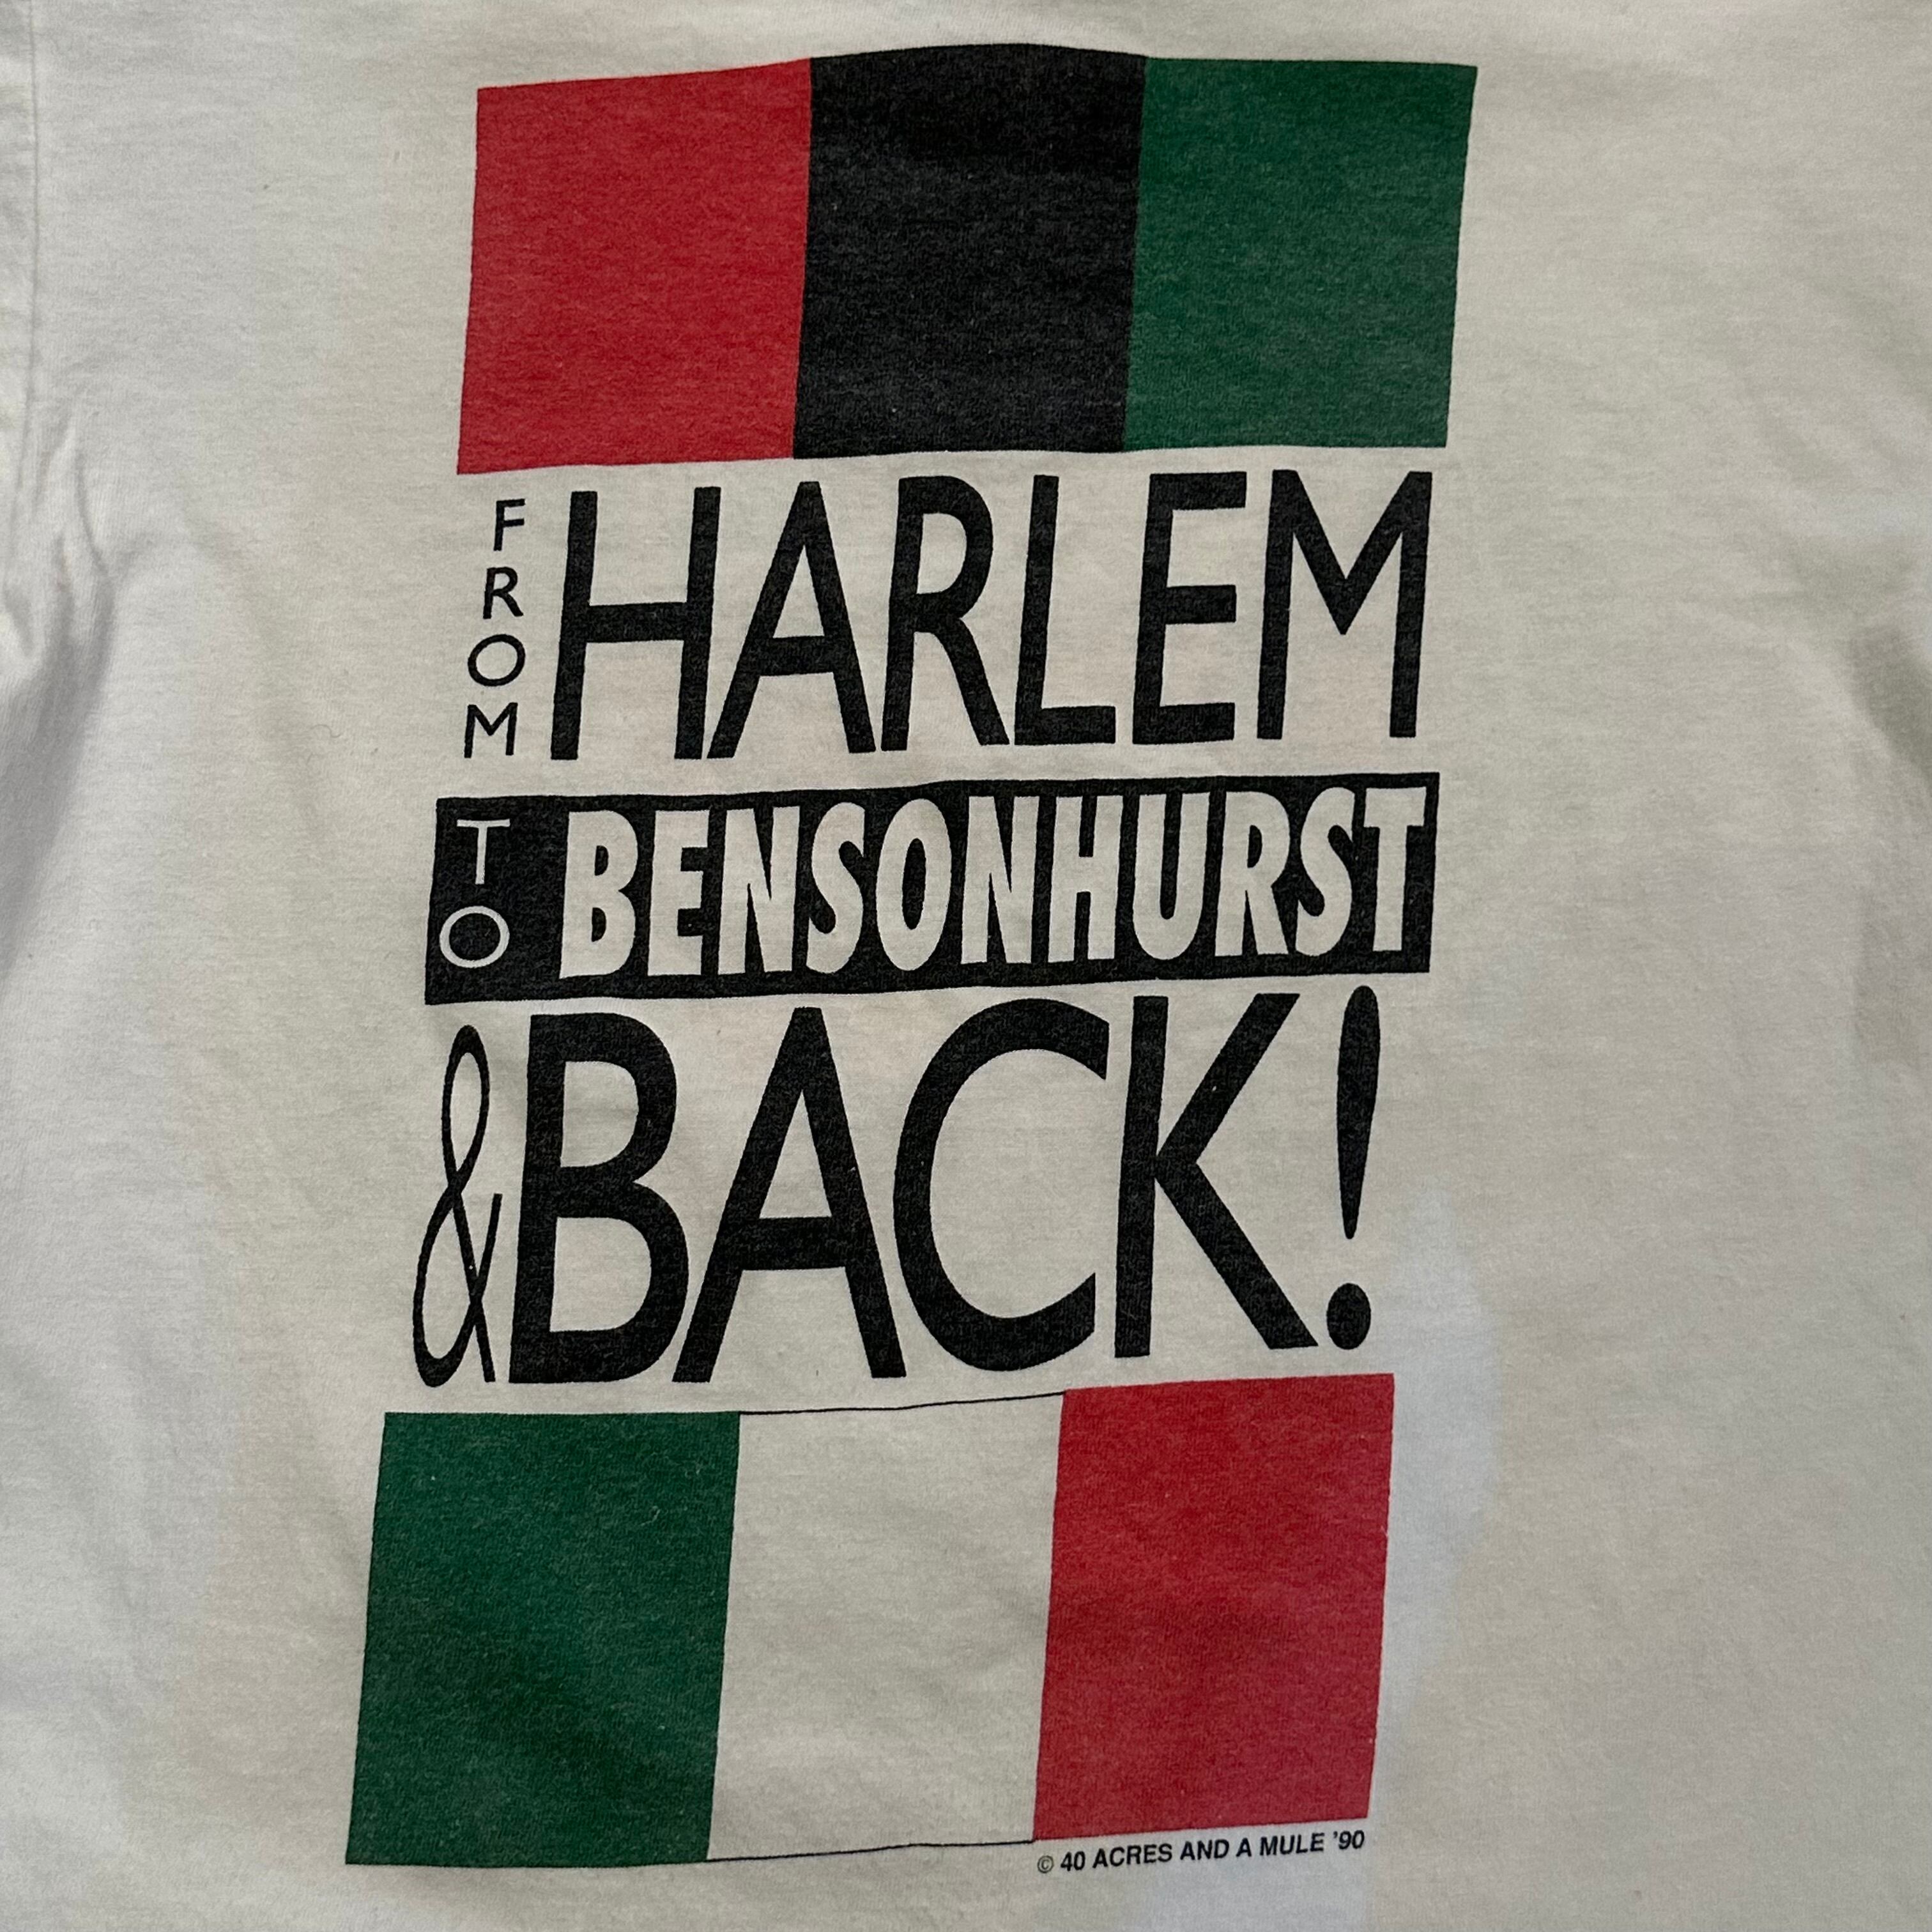 FROM HARLEM
TO BENSONHURST
& BACK!
© 40 ACRES AND A MULE '90